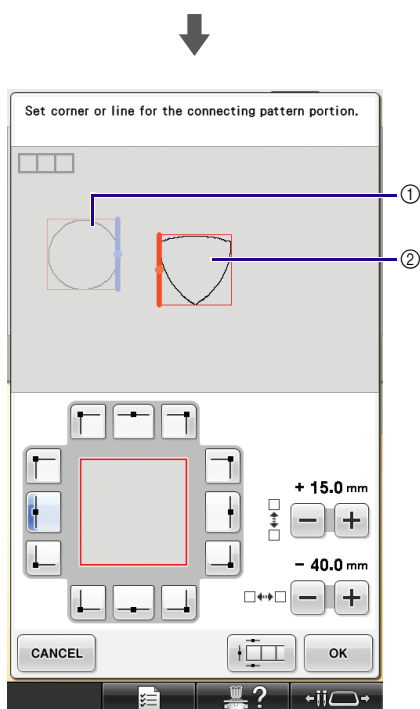 Set corner or line for the connecting pattern portion.
①
②
+ 15.0 mm
− +
- 40.0 mm
− +
CANCEL
OK
?